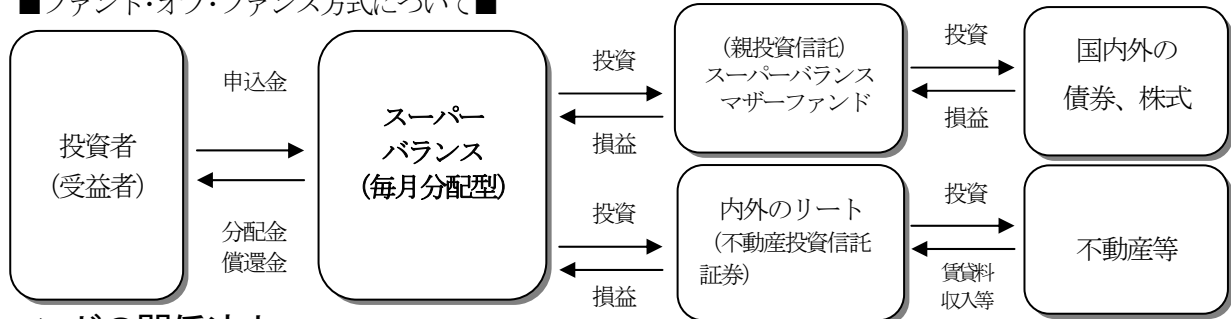 ■ファンド・オブ・ファンズ方式について■
投資者
(受益者)
申込金
分配金
償還金
スーパー
バランス
(毎月分配型)
投資
損益
(親投資信託)
スーパーバランス
マザーファンド
投資
損益
国内外の
債券、株式
投資
損益
内外のリート
(不動産投資信託
証券)
投資
賃貸料
収入等
不動産等